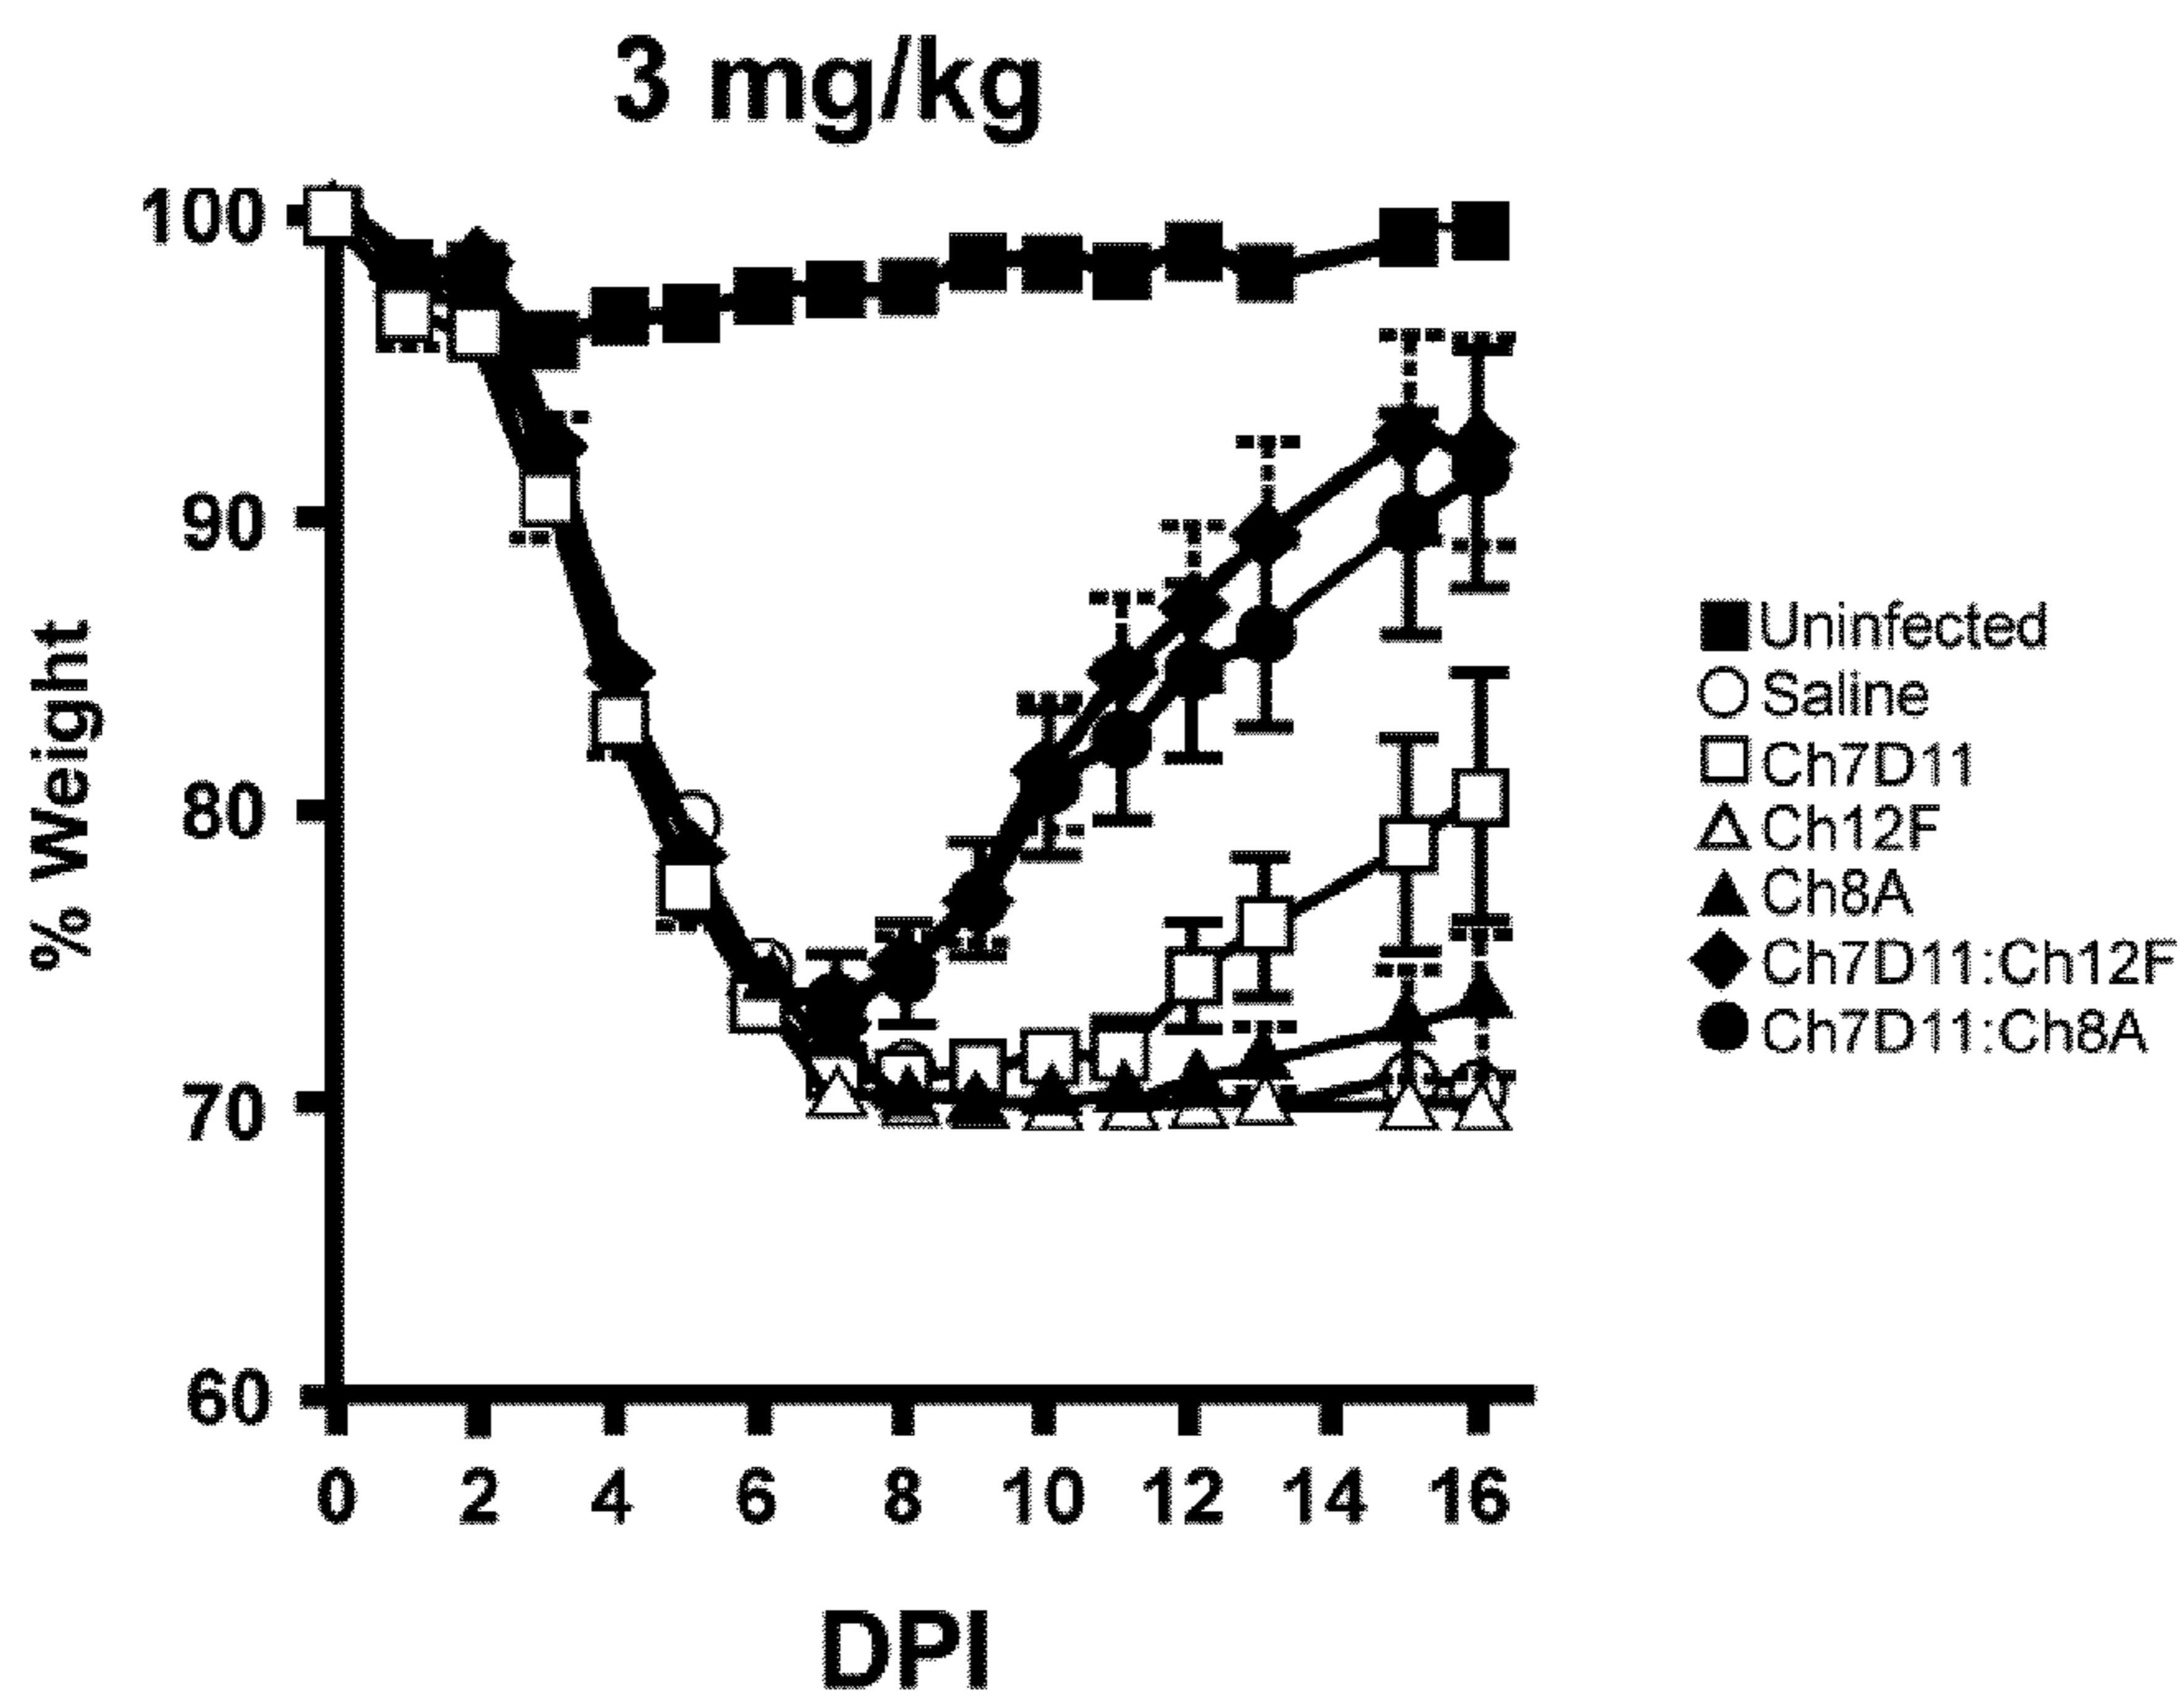 3 mg/kg
100
90
80
70
60
% Weight
0 2 4 6 8 10 12 14 16
DPI
Uninfected
Saline
Ch7D11
Ch12F
Ch8A
Ch7D11:Ch12F
Ch7D11:Ch8A